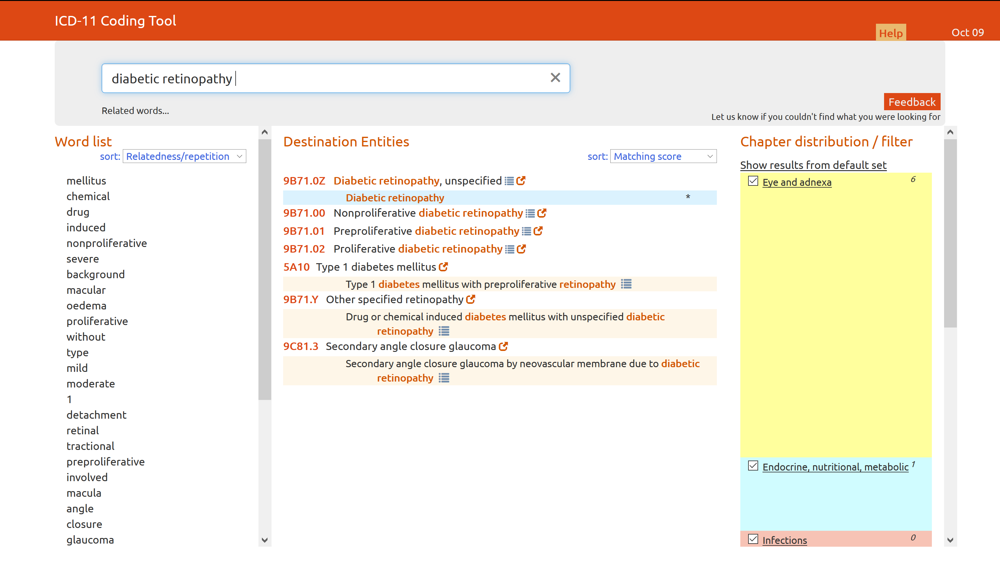 ICD-11 Coding Tool
Help
Oct 09
diabetic retinopathy
Related words...
Feedback
Let us know if you couldn't find what you were looking for
Word list
sort: Relatedness/repetition
mellitus
chemical
drug
induced
nonproliferative
severe
background
macular
oedema
proliferative
without
type
mild
moderate
1
detachment
retinal
tractional
preproliferative
involved
macula
angle
closure
glaucoma
Destination Entities
sort: Matching score
9B71.0Z Diabetic retinopathy, unspecified
Diabetic retinopathy *
9B71.00 Nonproliferative diabetic retinopathy
9B71.01 Preproliferative diabetic retinopathy
9B71.02 Proliferative diabetic retinopathy
5A10 Type 1 diabetes mellitus
Type 1 diabetes mellitus with preproliferative retinopathy
9B71.Y Other specified retinopathy
Drug or chemical induced diabetes mellitus with unspecified diabetic
retinopathy
9C81.3 Secondary angle closure glaucoma
Secondary angle closure glaucoma by neovascular membrane due to diabetic
retinopathy
Chapter distribution / filter
Show results from default set
Eye and adnexa 6
Endocrine, nutritional, metabolic 1
Infections 0